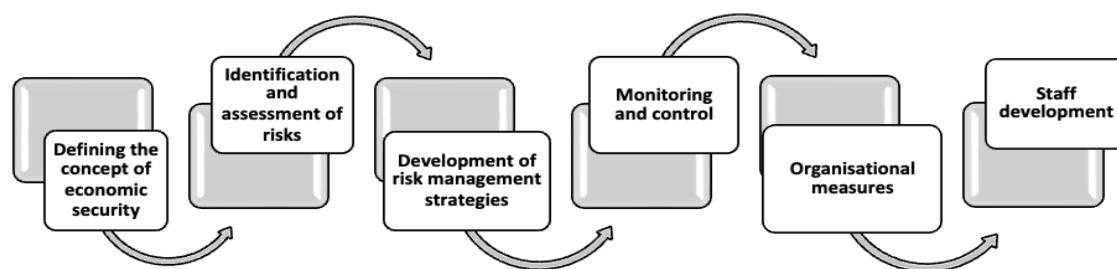 Defining the
concept of
economic
security
Identification
and
assessment of
risks
Development of
risk management
strategies
Monitoring
and control
Organisational
measures
Staff
development